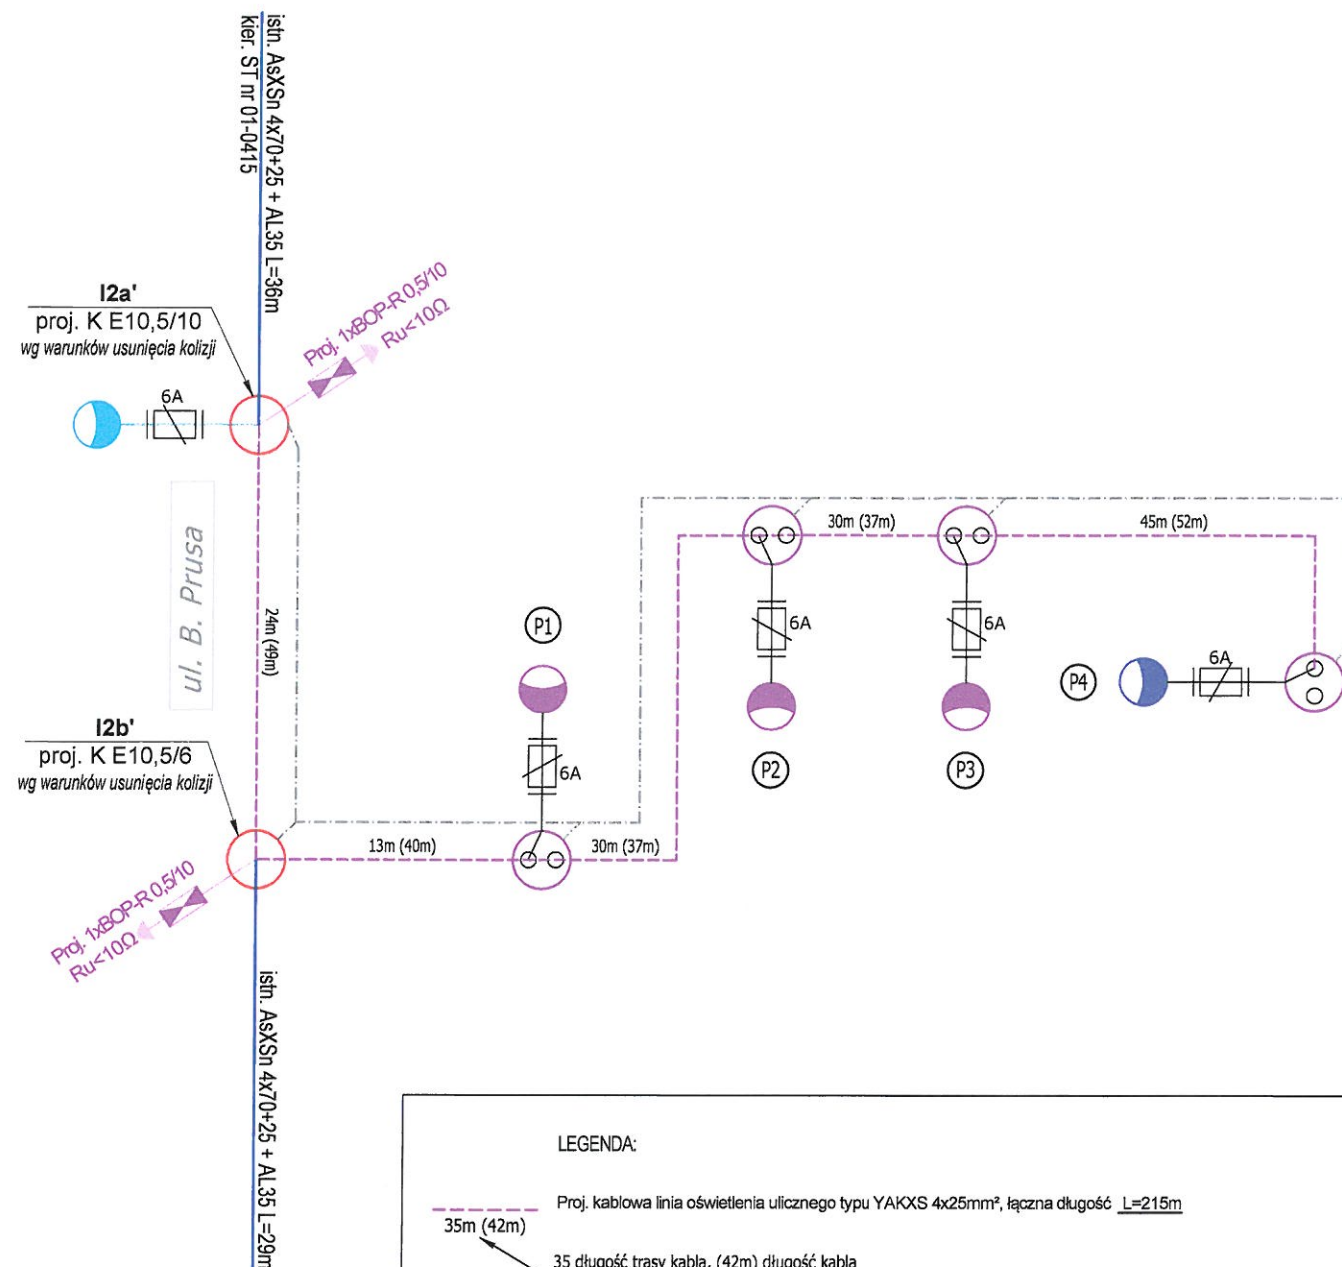 istn. AsXSn 4x70+25 + AL35 L=36m
kier. ST nr 01-0415
I2a'
proj. K E10,5/10
wg warunków usunięcia kolizji
Proj. 1xBOP-R 0,5/10
Ru<10Ω
6A
ul. B. Prusa
24m (49m)
30m (37m)
45m (52m)
P1
6A
6A
6A
P4
6A
P2
P3
I2b'
proj. K E10,5/6
wg warunków usunięcia kolizji
6A
13m (40m)
30m (37m)
Proj. 1xBOP-R 0,5/10
Ru<10Ω
istn. AsXSn 4x70+25 + AL35 L=29m
LEGENDA:
Proj. kablowa linia oświetlenia ulicznego typu YAKXS 4x25mm², łączna długość L=215m
35m (42m)
35 długość trasy kabla, (42m) długość kabla